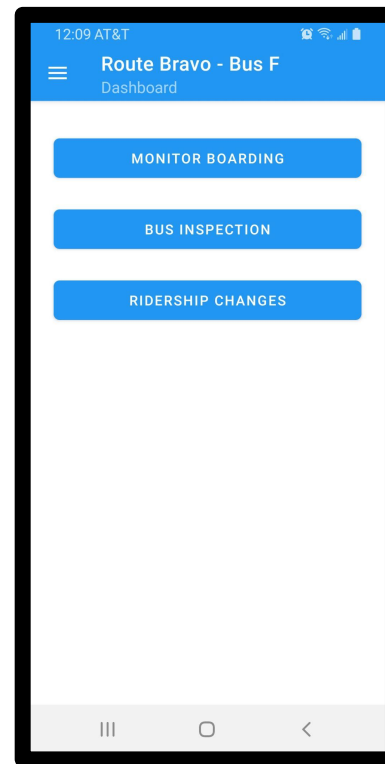 12:09 AT&T
Route Bravo - Bus F
Dashboard
MONITOR BOARDING
BUS INSPECTION
RIDERSHIP CHANGES